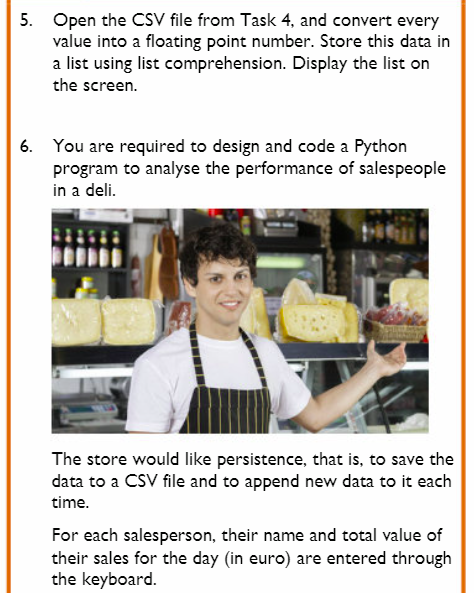 5. Open the CSV file from Task 4, and convert every
value into a floating point number. Store this data in
a list using list comprehension. Display the list on
the screen.
6. You are required to design and code a Python
program to analyse the performance of salespeople
in a deli.
The store would like persistence, that is, to save the
data to a CSV file and to append new data to it each
time.
For each salesperson, their name and total value of
their sales for the day (in euro) are entered through
the keyboard.